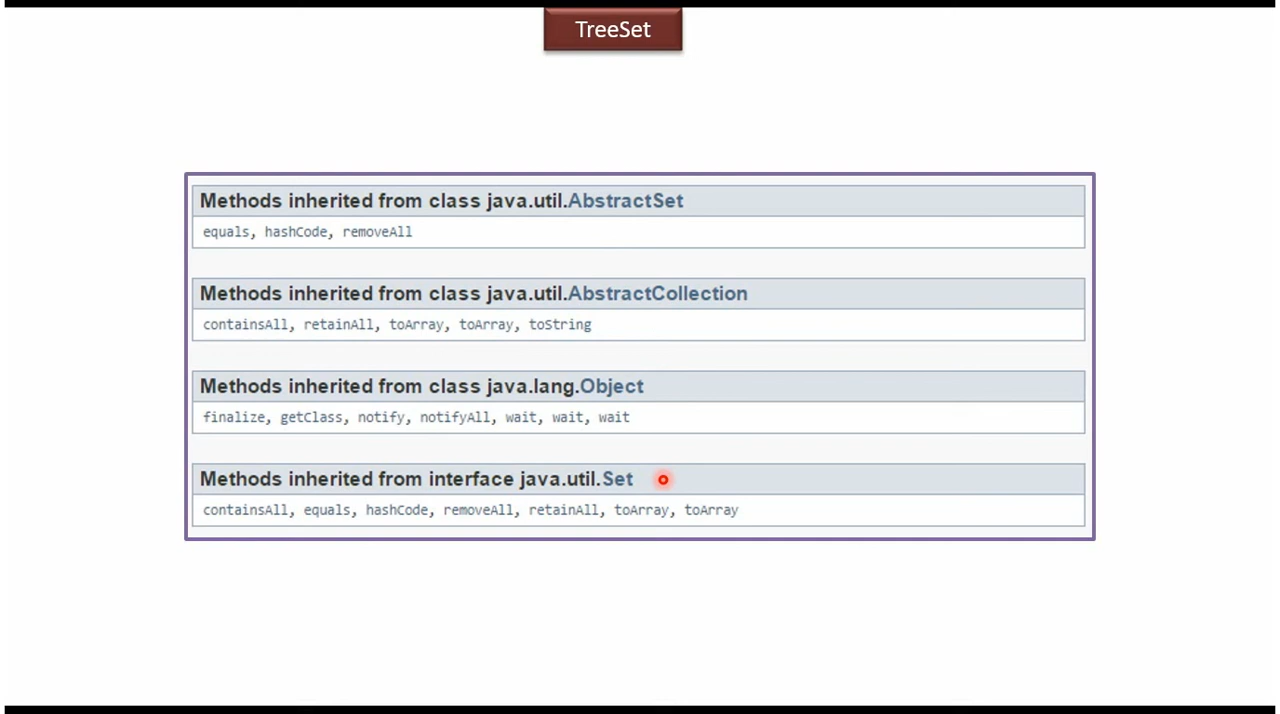 TreeSet
Methods inherited from class java.util.AbstractSet
equals, hashCode, removeAll
Methods inherited from class java.util.AbstractCollection
containsAll, retainAll, toArray, toArray, toString
Methods inherited from class java.lang.Object
finalize, getClass, notify, notifyAll, wait, wait, wait
Methods inherited from interface java.util.Set
containsAll, equals, hashCode, removeAll, retainAll, toArray, toArray